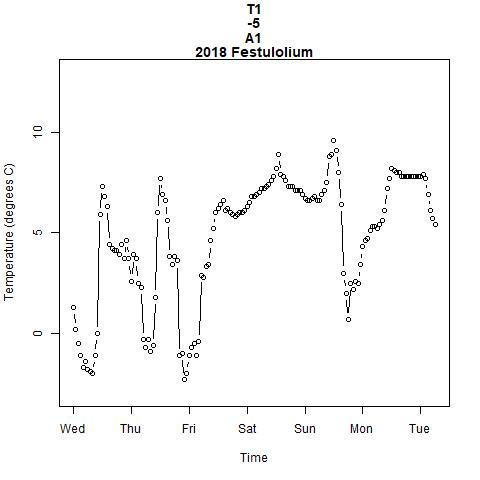 T1
-5
A1
2018 Festulolium
Temperature (degrees C)
10
5
0
Wed Thu Fri Sat Sun Mon Tue
Time